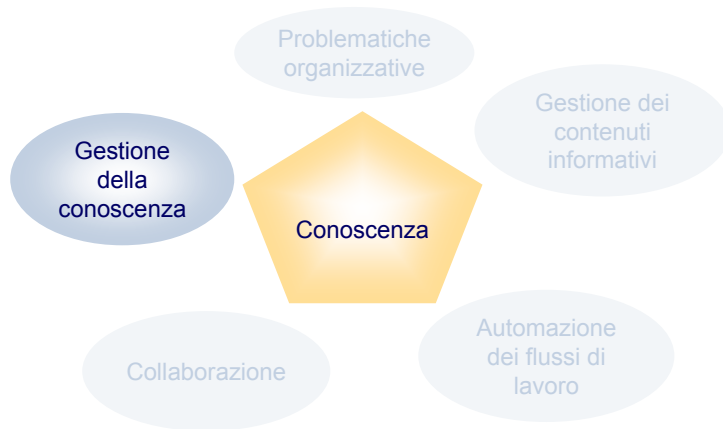 Problematiche
organizzative
Gestione dei
contenuti
informativi
Gestione
della
conoscenza
Conoscenza
Automazione
dei flussi di
lavoro
Collaborazione